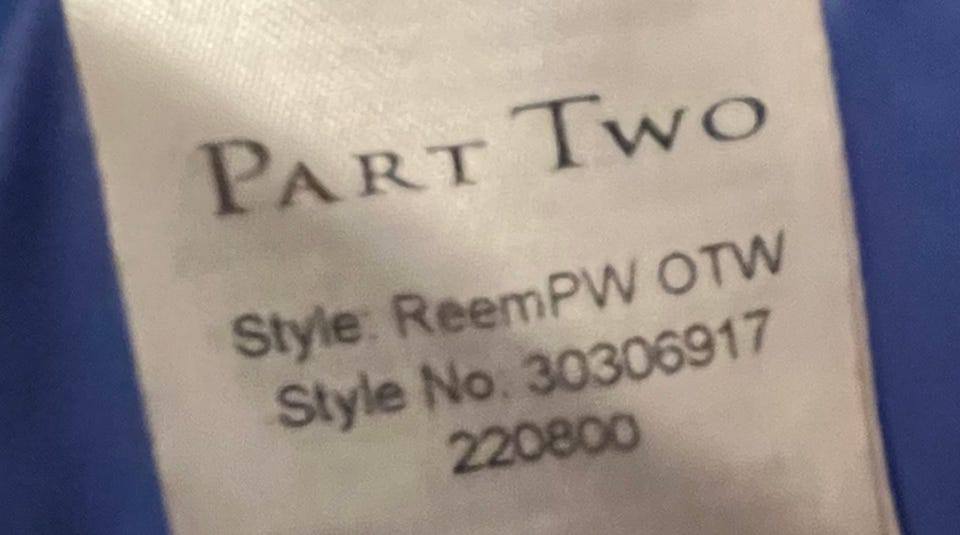 PART TWO
Style: ReemPW OTW
Style No. 30306917
220800